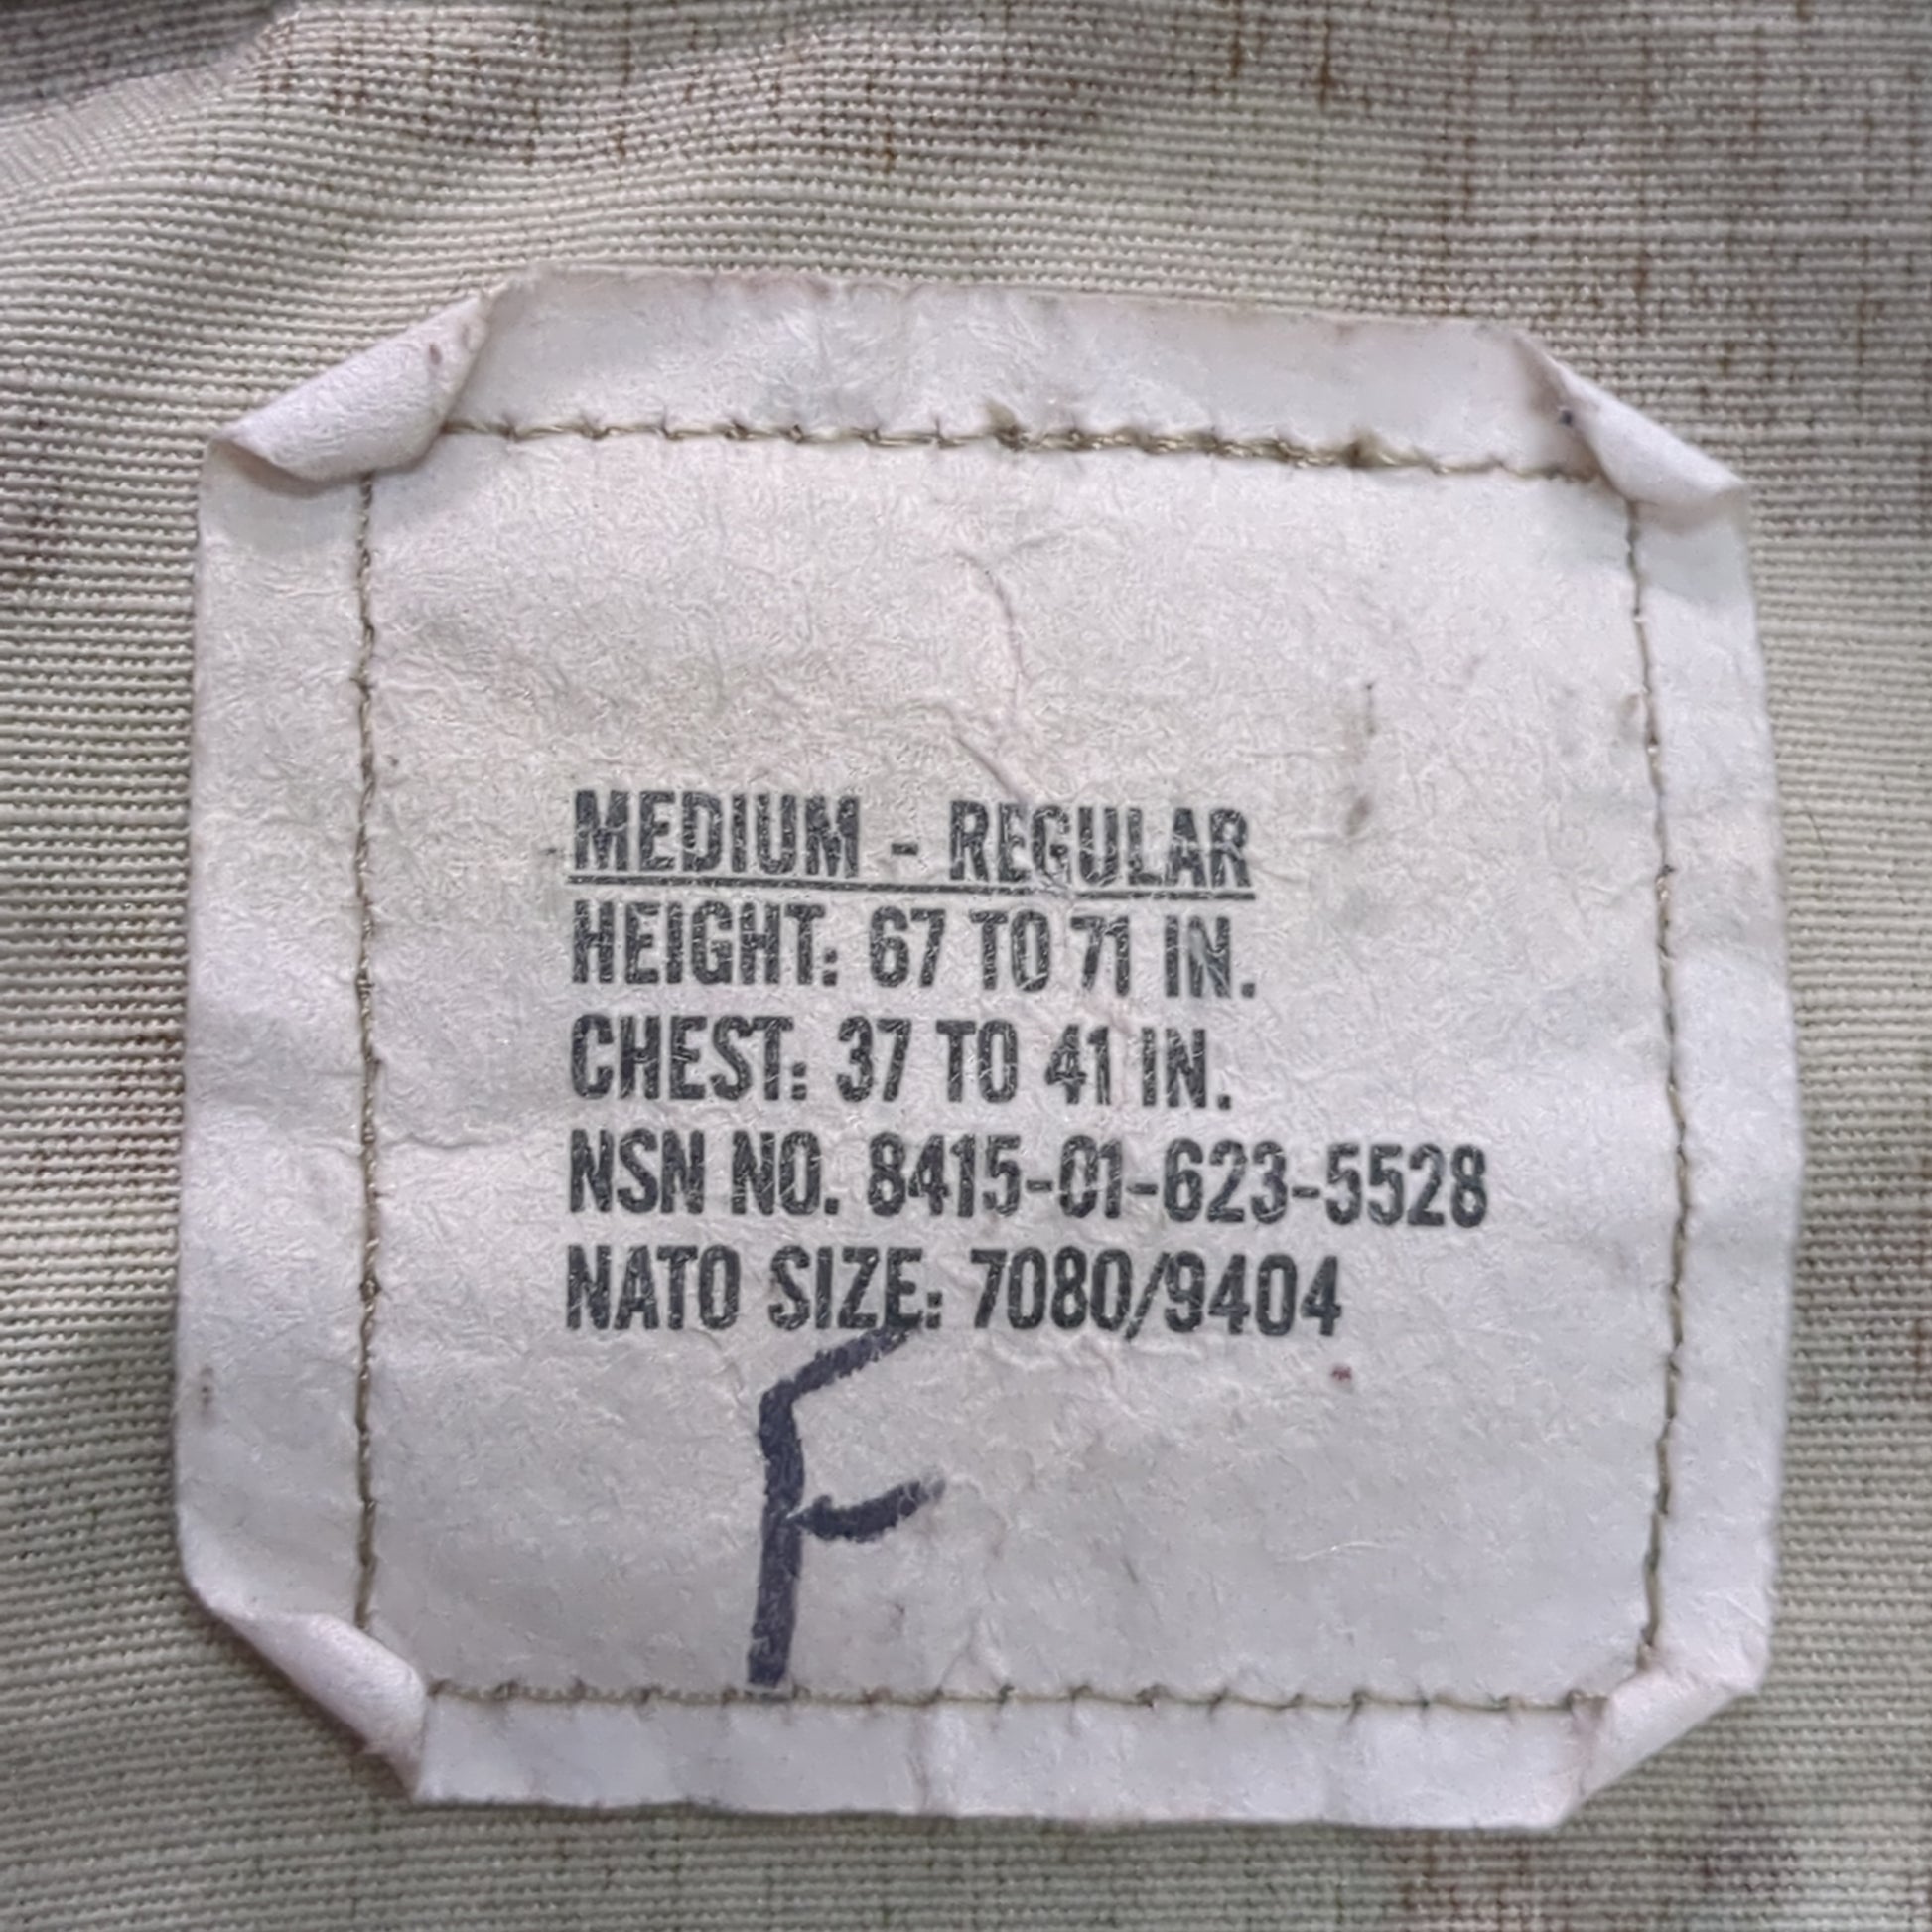 MEDIUM - REGULAR
HEIGHT: 67 TO 71 IN.
CHEST: 37 TO 41 IN.
NSN NO. 8415-01-623-5528
NATO SIZE: 7080/9404
F